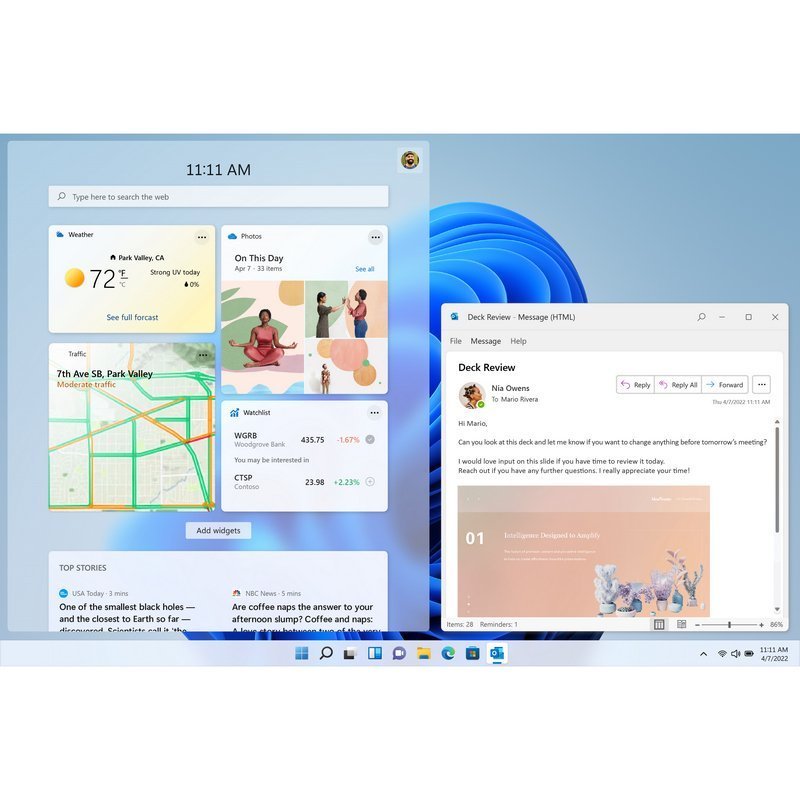 11:11 AM
Type here to search the web
Weather
Park Valley, CA
72 °F
°C
Strong UV today
0%
See full forcast
Photos
On This Day
Apr 7 · 33 items
See all
Traffic
7th Ave SB, Park Valley
Moderate traffic
Watchlist
WGRB 435.75 -1.67%
Woodgrove Bank
You may be interested in
CTSP 23.98 +2.23%
Contoso
Add widgets
TOP STORIES
USA Today · 3 mins
One of the smallest black holes —
and the closest to Earth so far —
discovered. Scientists call it 'the
NBC News · 5 mins
Are coffee naps the answer to your
afternoon slump? Coffee and naps:
A love story between two of the very
Deck Review - Message (HTML)
File Message Help
Deck Review
Nia Owens
To Mario Rivera
Reply Reply All Forward
Thu 4/7/2022 11:11 AM
Hi Mario,
Can you look at this deck and let me know if you want to change anything before tomorrow's meeting?
I would love input on this slide if you have time to review it today.
Reach out if you have any further questions. I really appreciate your time!
01
Intelligence Designed to Amplify
Items: 28 Reminders: 1
86%
11:11 AM
4/7/2022